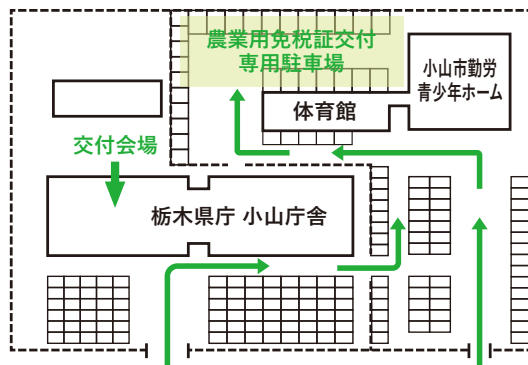 農業用免税証交付
専用駐車場
小山市勤労
青少年ホーム
体育館
交付会場
栃木県庁 小山庁舎